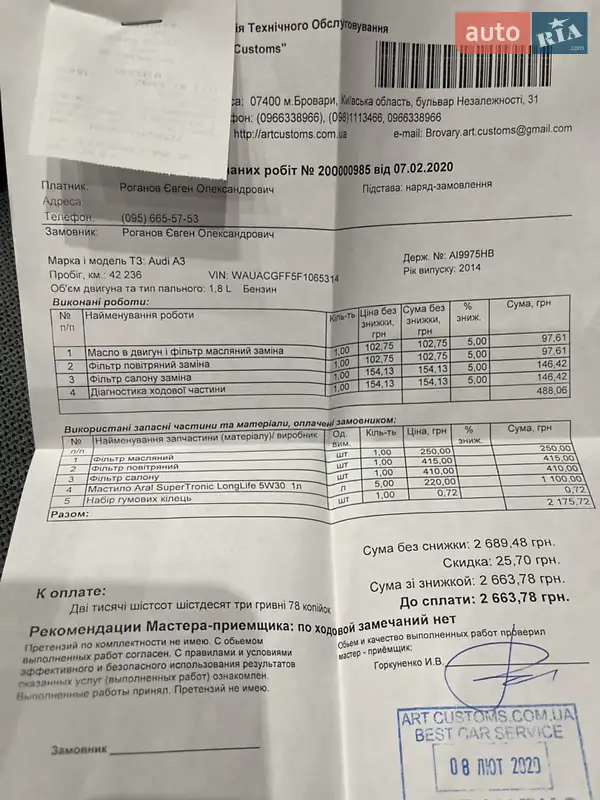 auto RIA .com
ія Технічного Обслуговування
Customs"
са: 07400 м.Бровари, Київська область, бульвар Незалежності, 31
фон: (0966338966), (098)1113466, 0966338966
http://artcustoms.com.ua e-mail: Brovary.art.customs@gmail.com
аних робіт № 200000985 від 07.02.2020
Платник: Роганов Євген Олександрович Підстава: наряд-замовлення
Адреса:
Телефон: (095) 665-57-53
Замовник: Роганов Євген Олександрович
Марка і модель ТЗ: Audi A3 Держ. №: AI9975HB
Пробіг, км.: 42 236 VIN: WAUACGFF5F1065314 Рік випуску: 2014
Об'єм двигуна та тип пального: 1,8 L Бензин
Виконані роботи:
№ п/п Найменування роботи Кіль-ть Ціна без знижки, грн Сума без знижки, грн % зниж. Сума, грн
1 Масло в двигун і фільтр масляний заміна 1,00 102,75 102,75 5,00 97,61
2 Фільтр повітряний заміна 1,00 102,75 102,75 5,00 97,61
3 Фільтр салону заміна 1,00 154,13 154,13 5,00 146,42
4 Діагностика ходової частини 1,00 154,13 154,13 5,00 146,42
488,06
Використані запасні частини та матеріали, оплачені замовником:
№ п/п Найменування запчастини (матеріалу)/ виробник Од. вим. Кіль-ть Ціна, грн % зниж. Сума, грн
1 Фільтр масляний шт 1,00 250,00 250,00
2 Фільтр повітряний шт 1,00 415,00 415,00
3 Фільтр салону шт 1,00 410,00 410,00
4 Мастило Aral SuperTronic LongLife 5W30 1л л 5,00 220,00 1 100,00
5 Набір гумових кілець шт 1,00 0,72 0,72
Разом: 2 175,72
Сума без знижки: 2 689,48 грн.
Скидка: 25,70 грн.
Сума зі знижкой: 2 663,78 грн.
До сплати: 2 663,78 грн.
К оплате:
Дві тисячі шістсот шістдесят три гривні 78 копійок
Рекомендации Мастера-приемщика: по ходовой замечаний нет
Претензий по комплектности не имею. С обьемом
выполненных работ согласен. С правилами и условиями
эффективного и безопасного использования результатов
оказанных услуг (выполненных работ) ознакомлен.
Выполненные работы принял. Претензий не имею.
Обьем и качество выполненных работ проверил
мастер - приёмщик:
Горкуненко И.В.
Замовник
ART CUSTOMS.COM.UA
BEST CAR SERVICE
08 ЛЮТ 2020